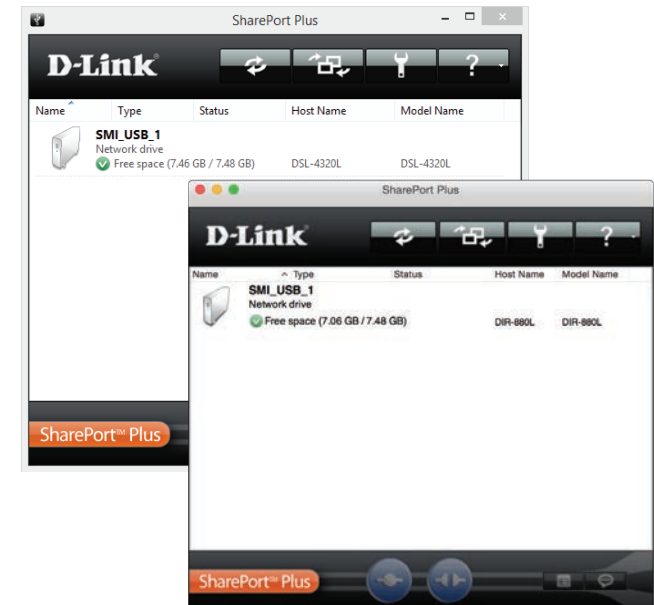 SharePort Plus
D-Link
?
Name Type Status Host Name Model Name
SMI_USB_1
Network drive
Free space (7.46 GB / 7.48 GB) DSL-4320L DSL-4320L
SharePort™ Plus
SharePort Plus
D-Link
?
Name Type Status Host Name Model Name
SMI_USB_1
Network drive
Free space (7.06 GB / 7.48 GB) DIR-880L DIR-880L
SharePort™ Plus